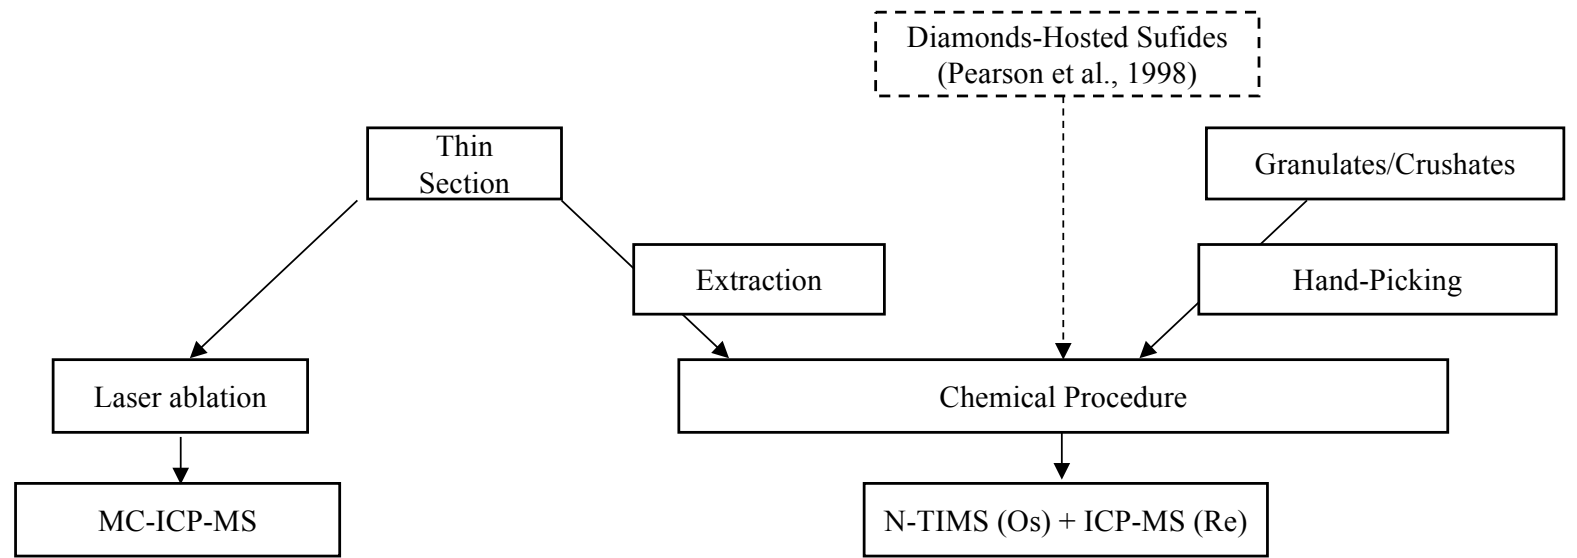 Diamonds-Hosted Sufides
(Pearson et al., 1998)
Thin
Section
Granulates/Crushates
Extraction
Hand-Picking
Laser ablation
Chemical Procedure
MC-ICP-MS
N-TIMS (Os) + ICP-MS (Re)